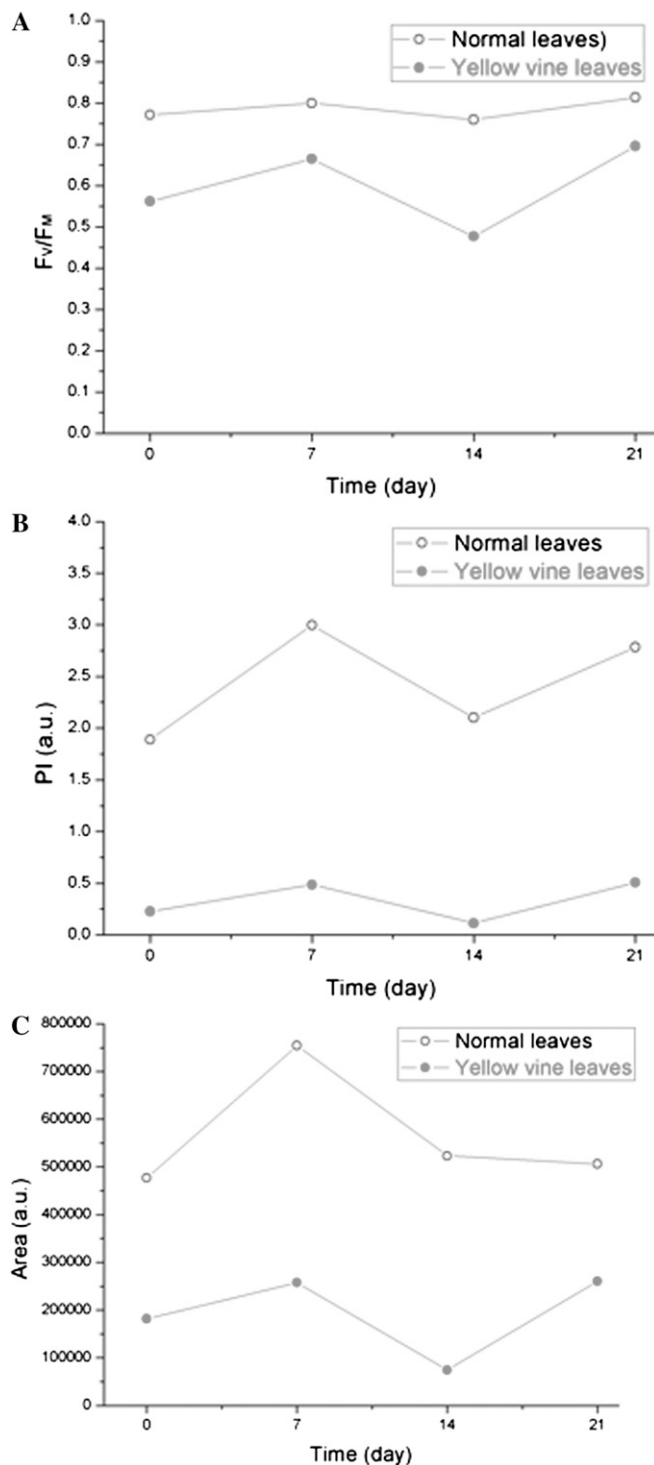 A
1.0
0.9
0.8
0.7
0.6
0.5
0.4
0.3
0.2
0.1
0.0
Fv/FM
Normal leaves)
Yellow vine leaves
0 7 14 21
Time (day)
B
4.0
3.5
3.0
2.5
2.0
1.5
1.0
0.5
0.0
PI (a.u.)
Normal leaves
Yellow vine leaves
0 7 14 21
Time (day)
C
800000
700000
600000
500000
400000
300000
200000
100000
0
Area (a.u.)
Normal leaves
Yellow vine leaves
0 7 14 21
Time (day)